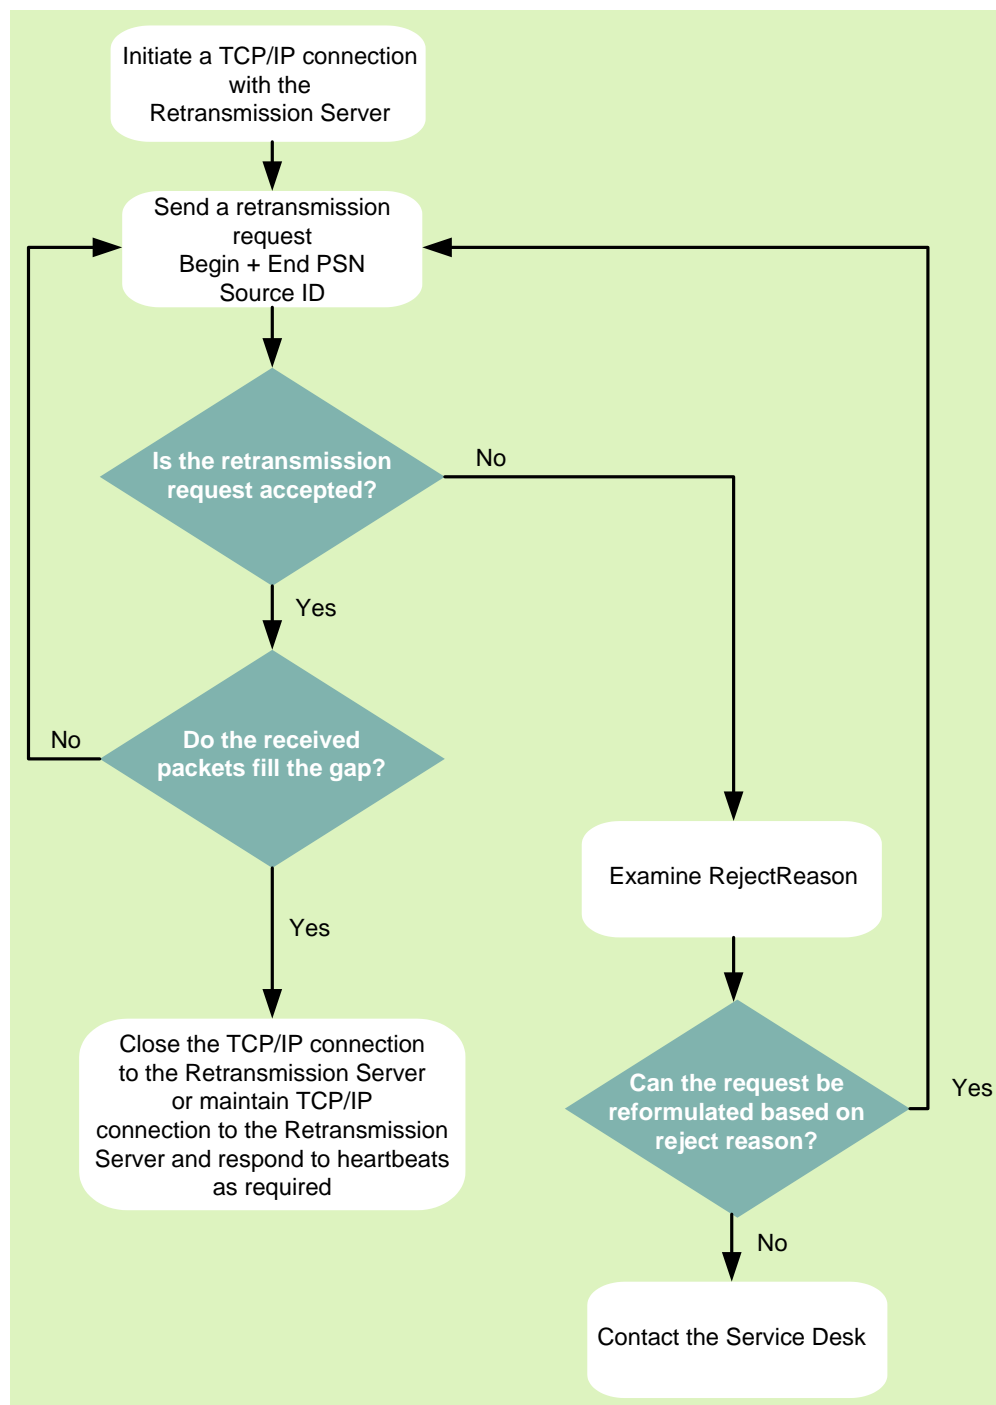 Initiate a TCP/IP connection
with the
Retransmission Server
Send a retransmission
request
Begin + End PSN
Source ID
Is the retransmission
request accepted?
No
Yes
Do the received
packets fill the gap?
No
Yes
Close the TCP/IP connection
to the Retransmission Server
or maintain TCP/IP
connection to the Retransmission
Server and respond to heartbeats
as required
Examine RejectReason
Can the request be
reformulated based on
reject reason?
Yes
No
Contact the Service Desk